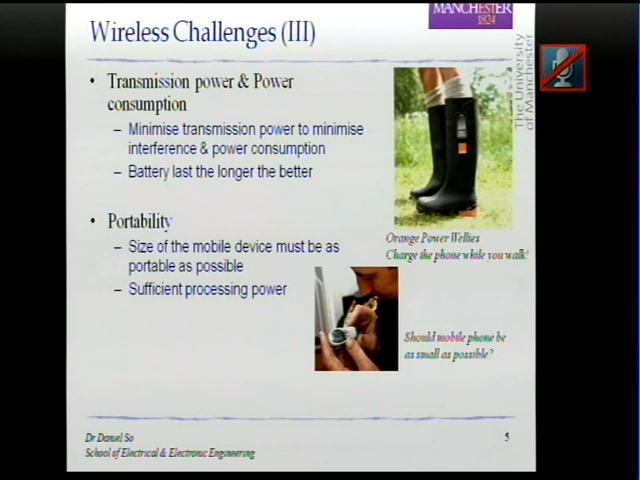 Wireless Challenges (III)
MANCHESTER
1824
The University
of Manchester
• Transmission power & Power
consumption
– Minimise transmission power to minimise
interference & power consumption
– Battery last the longer the better
• Portability
– Size of the mobile device must be as
portable as possible
– Sufficient processing power
Orange Power Wellies
Charge the phone while you walk!
Should mobile phone be
as small as possible?
Dr Daniel So
School of Electrical & Electronic Engineering
5